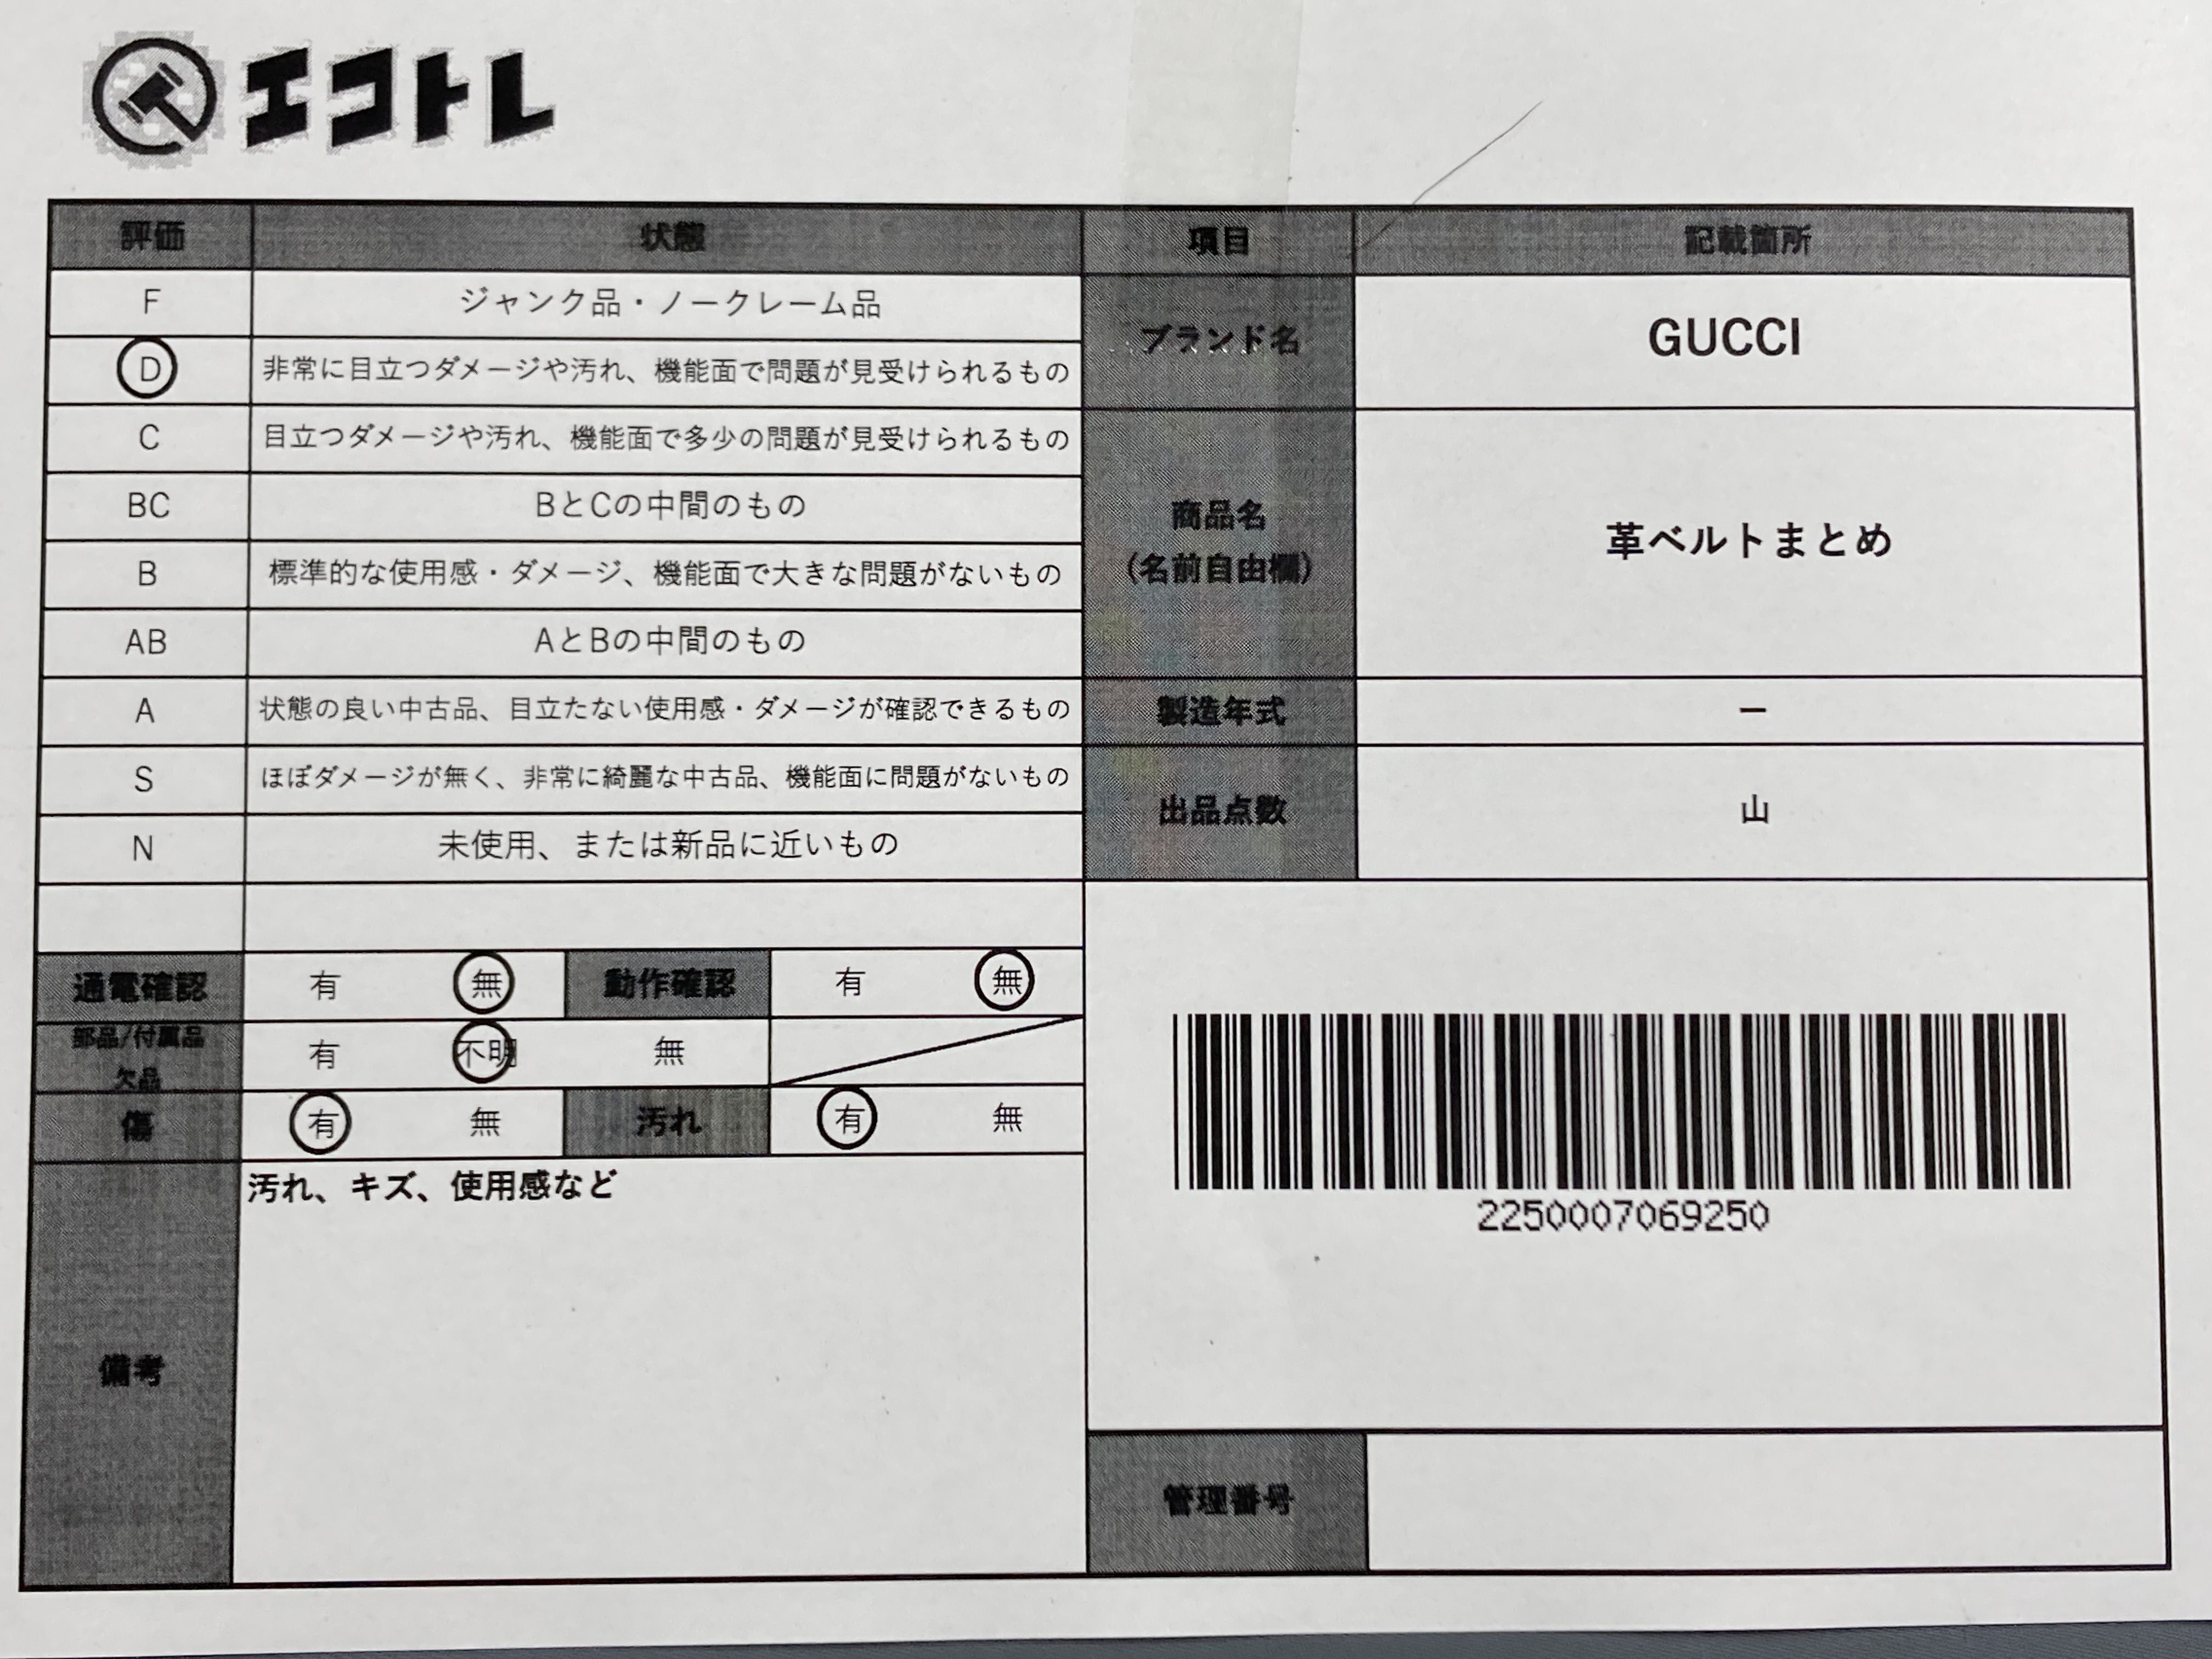 エコトレ
評価 状態 項目 記載箇所
F ジャンク品・ノークレーム品
D 非常に目立つダメージや汚れ、機能面で問題が見受けられるもの
C 目立つダメージや汚れ、機能面で多少の問題が見受けられるもの
BC BとCの中間のもの
B 標準的な使用感・ダメージ、機能面で大きな問題がないもの
AB AとBの中間のもの
A 状態の良い中古品、目立たない使用感・ダメージが確認できるもの
S ほぼダメージが無く、非常に綺麗な中古品、機能面に問題がないもの
N 未使用、または新品に近いもの
ブランド名 GUCCI
商品名
(名前自由欄)
革ベルトまとめ
製造年式 ー
出品点数 山
通電確認 有 無 動作確認 有 無
部品/付属品
欠品
有 不明 無
傷 有 無 汚れ 有 無
備考
汚れ、キズ、使用感など
2250007069250
管理番号